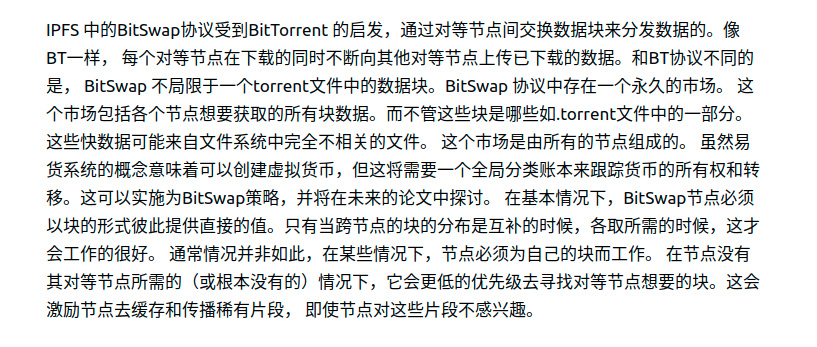 IPFS 中的BitSwap协议受到BitTorrent 的启发，通过对等节点间交换数据块来分发数据的。像
BT一样， 每个对等节点在下载的同时不断向其他对等节点上传已下载的数据。和BT协议不同的
是， BitSwap 不局限于一个torrent文件中的数据块。BitSwap 协议中存在一个永久的市场。 这
个市场包括各个节点想要获取的所有块数据。而不管这些块是哪些如.torrent文件中的一部分。
这些快数据可能来自文件系统中完全不相关的文件。 这个市场是由所有的节点组成的。 虽然易
货系统的概念意味着可以创建虚拟货币，但这将需要一个全局分类账本来跟踪货币的所有权和转
移。这可以实施为BitSwap策略，并将在未来的论文中探讨。 在基本情况下，BitSwap节点必须
以块的形式彼此提供直接的值。只有当跨节点的块的分布是互补的时候，各取所需的时候，这才
会工作的很好。 通常情况并非如此，在某些情况下，节点必须为自己的块而工作。 在节点没有
其对等节点所需的（或根本没有的）情况下，它会更低的优先级去寻找对等节点想要的块。这会
激励节点去缓存和传播稀有片段， 即使节点对这些片段不感兴趣。